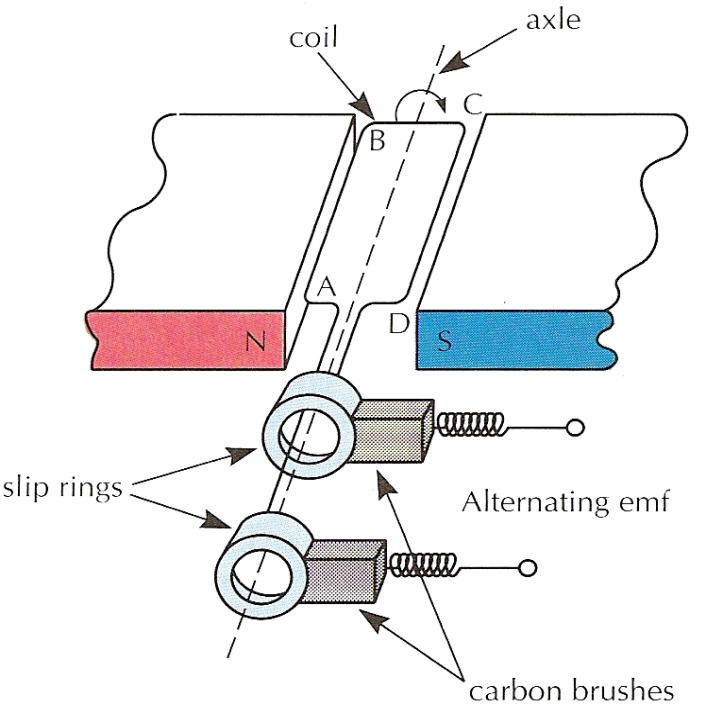 axle
coil
C
B
A
D
N
S
slip rings
Alternating emf
carbon brushes